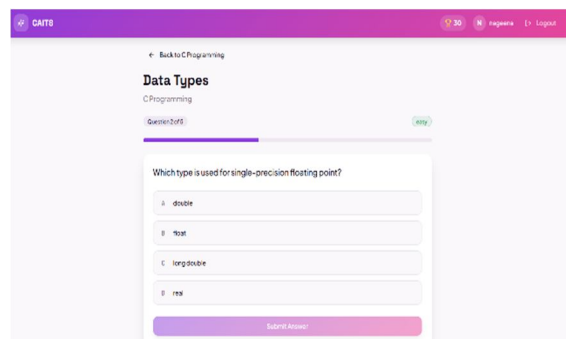 CAITS
30 N nageena Logout
← Back to C Programming
Data Types
C Programming
Question 2 of 5
easy
Which type is used for single-precision floating point?
A double
B float
C long double
D real
Submit Answer